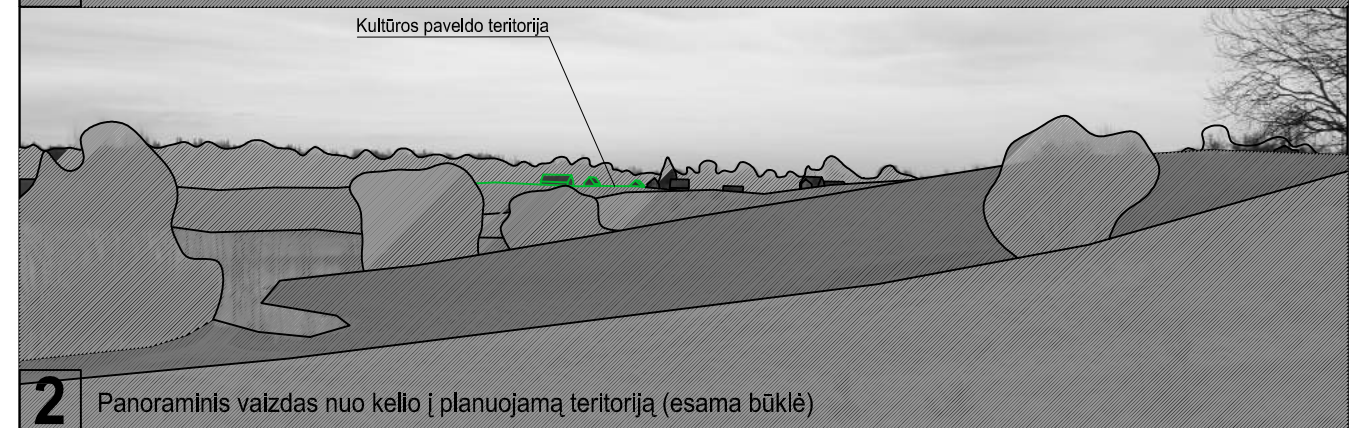 Kultūros paveldo teritorija
2 Panoraminis vaizdas nuo kelio į planuojamą teritoriją (esama būklė)